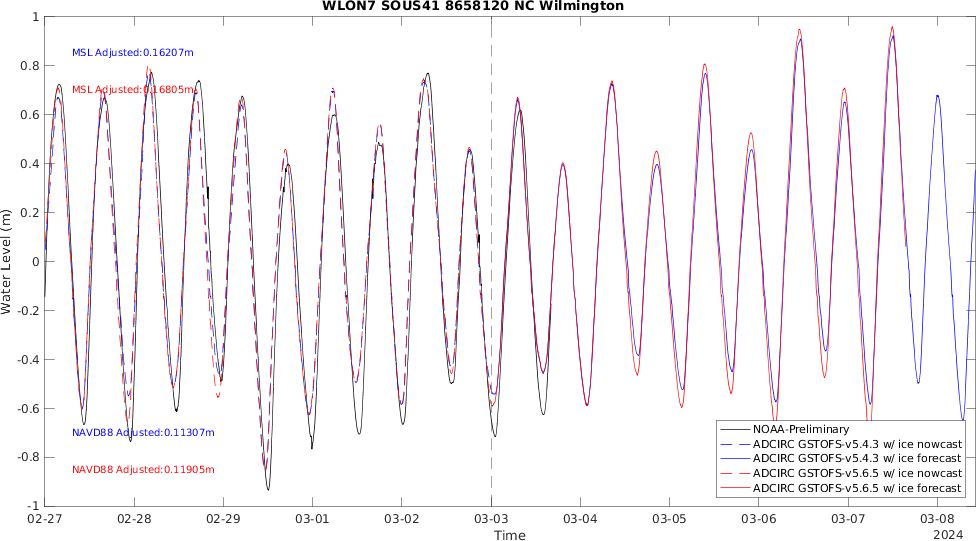 WLON7 SOUS41 8658120 NC Wilmington
1
0.8
0.6
0.4
0.2
0
-0.2
-0.4
-0.6
-0.8
-1
Water Level (m)
MSL Adjusted:0.16207m
MSL Adjusted:0.16805m
NAVD88 Adjusted:0.11307m
NAVD88 Adjusted:0.11905m
NOAA-Preliminary
ADCIRC GSTOFS-v5.4.3 w/ ice nowcast
ADCIRC GSTOFS-v5.4.3 w/ ice forecast
ADCIRC GSTOFS-v5.6.5 w/ ice nowcast
ADCIRC GSTOFS-v5.6.5 w/ ice forecast
02-27 02-28 02-29 03-01 03-02 03-03 03-04 03-05 03-06 03-07 03-08
Time
2024